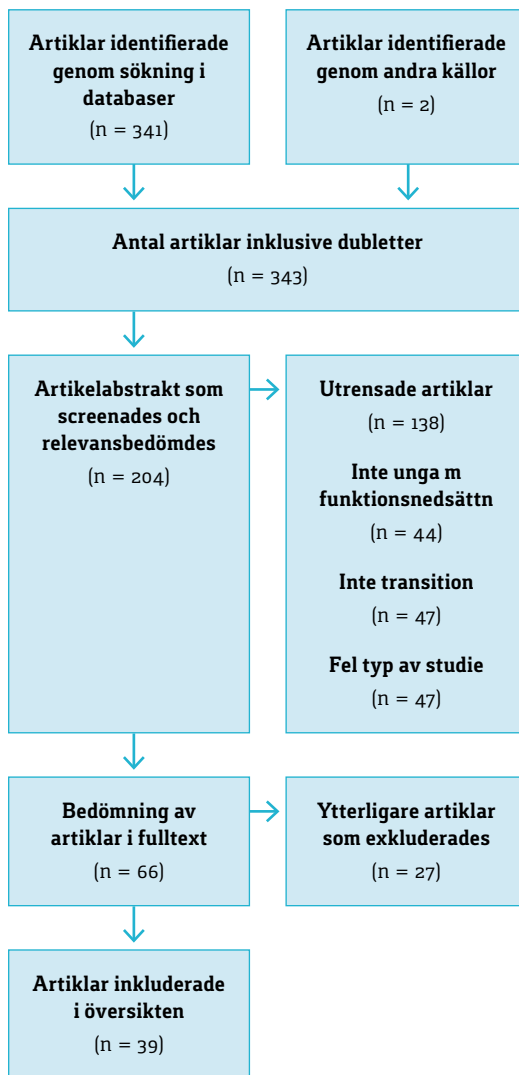 Artiklar identifierade
genom sökning i
databaser
(n = 341)
Artiklar identifierade
genom andra källor
(n = 2)
Antal artiklar inklusive dubletter
(n = 343)
Artikelabstrakt som
screenades och
relevansbedömdes
(n = 204)
Utrensade artiklar
(n = 138)
Inte unga m
funktionsnedsättn
(n = 44)
Inte transition
(n = 47)
Fel typ av studie
(n = 47)
Bedömning av
artiklar i fulltext
(n = 66)
Ytterligare artiklar
som exkluderades
(n = 27)
Artiklar inkluderade
i översikten
(n = 39)